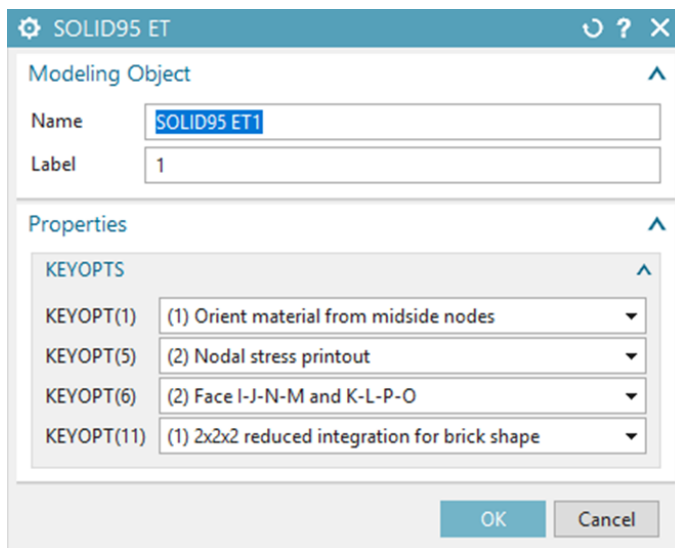 SOLID95 ET
Modeling Object
Name SOLID95 ET1
Label 1
Properties
KEYOPTS
KEYOPT(1) (1) Orient material from midside nodes
KEYOPT(5) (2) Nodal stress printout
KEYOPT(6) (2) Face I-J-N-M and K-L-P-O
KEYOPT(11) (1) 2x2x2 reduced integration for brick shape
OK Cancel